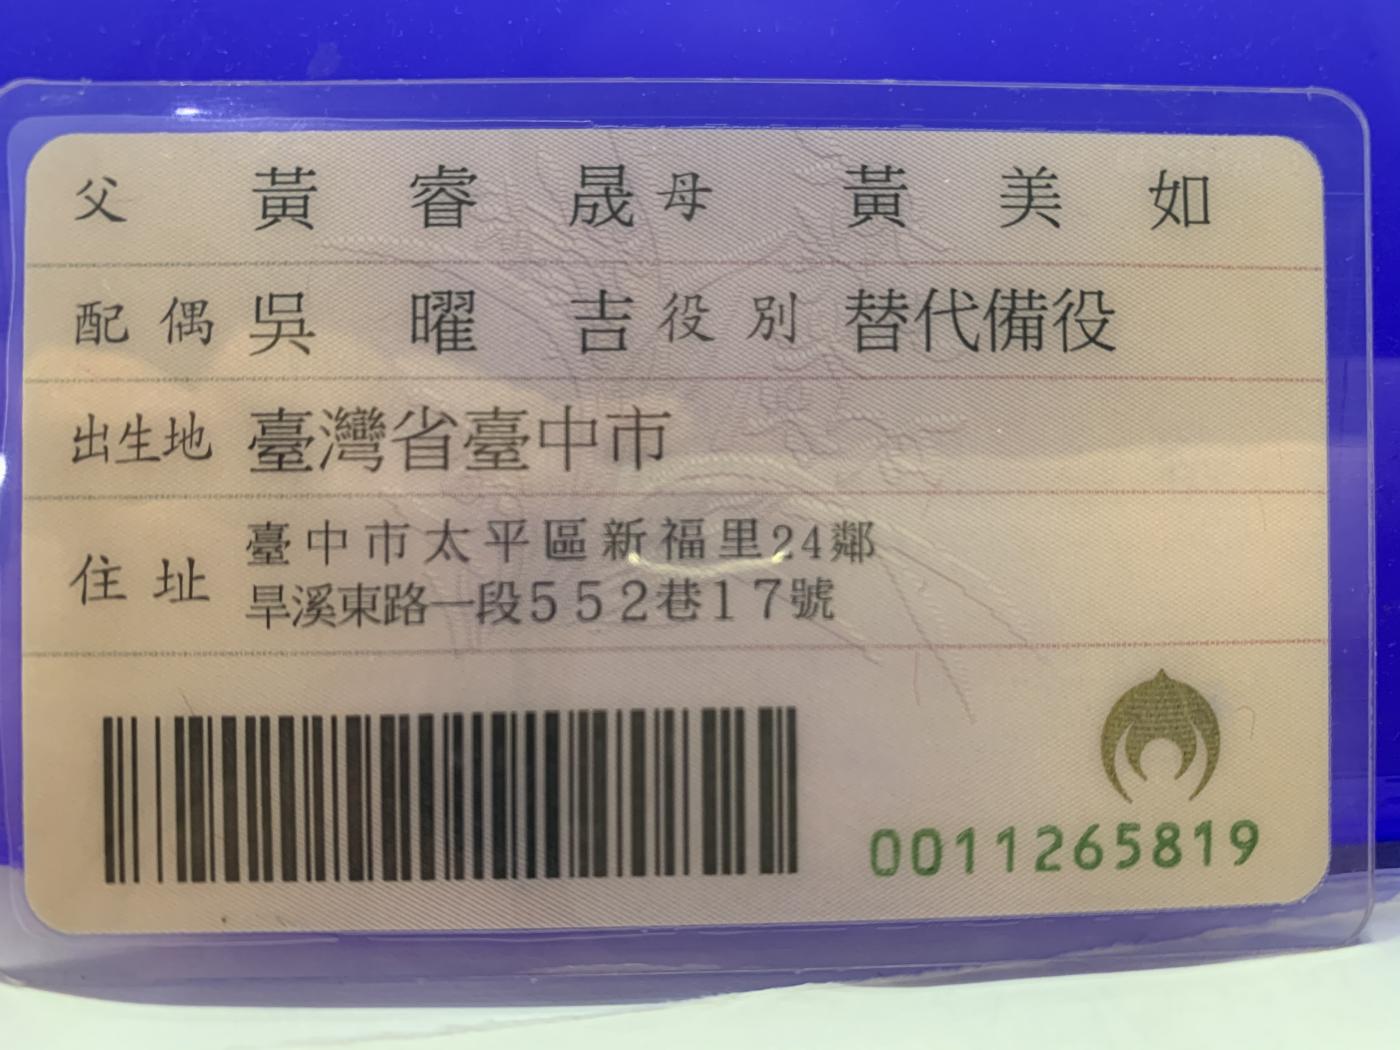 父 黃睿晟 母 黃美如
配偶 吳曜吉 役別 替代備役
出生地 臺灣省臺中市
住址 臺中市太平區新福里24鄰
旱溪東路一段552巷17號
0011265819